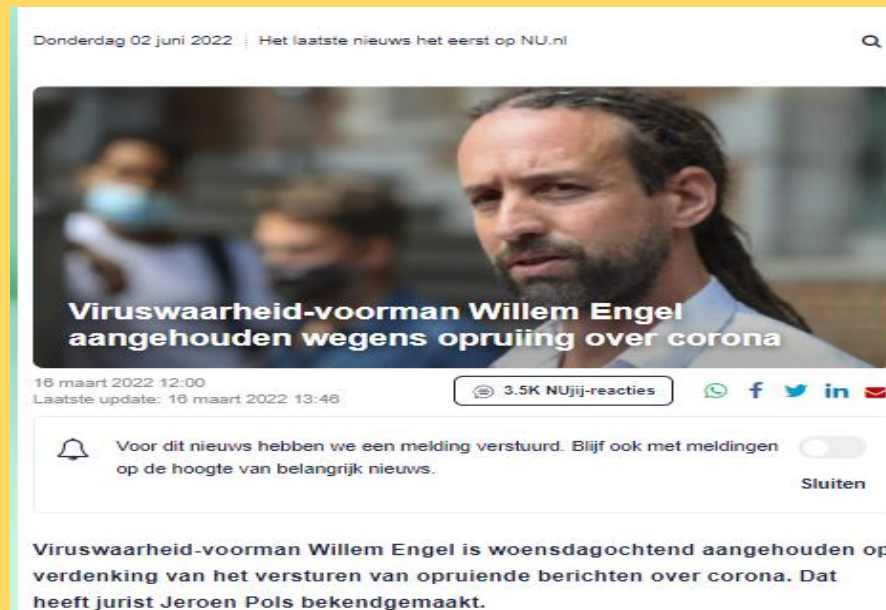 Donderdag 02 juni 2022 Het laatste nieuws het eerst op NU.nl
Viruswaarheid-voorman Willem Engel
aangehouden wegens opruiing over corona
16 maart 2022 12:00
Laatste update: 16 maart 2022 13:46
3.5K NUjij-reacties
Voor dit nieuws hebben we een melding verstuurd. Blijf ook met meldingen
op de hoogte van belangrijk nieuws.
Sluiten
Viruswaarheid-voorman Willem Engel is woensdagochtend aangehouden op
verdenking van het versturen van opruiende berichten over corona. Dat
heeft jurist Jeroen Pols bekendgemaakt.